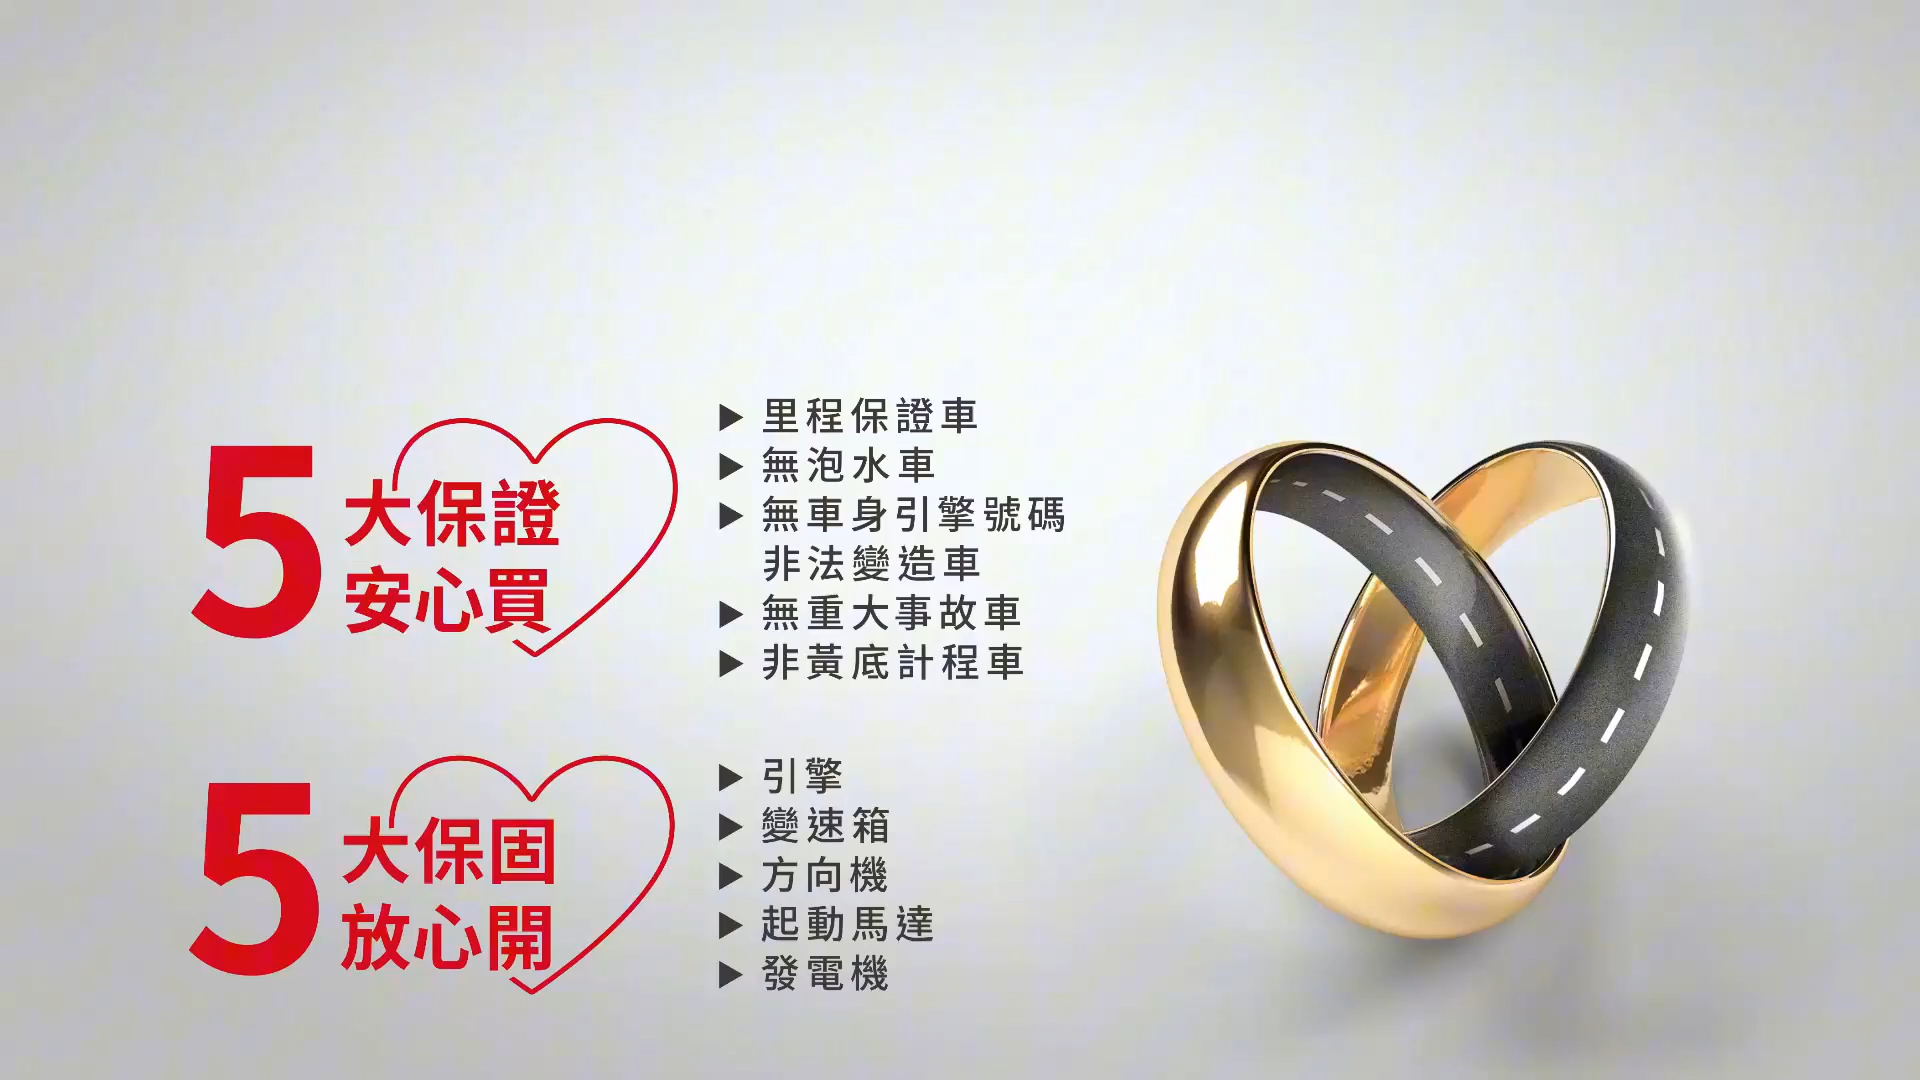 5大保證
安心買
▶ 里程保證車
▶ 無泡水車
▶ 無車身引擎號碼
非法變造車
▶ 無重大事故車
▶ 非黃底計程車
5大保固
放心開
▶ 引擎
▶ 變速箱
▶ 方向機
▶ 起動馬達
▶ 發電機